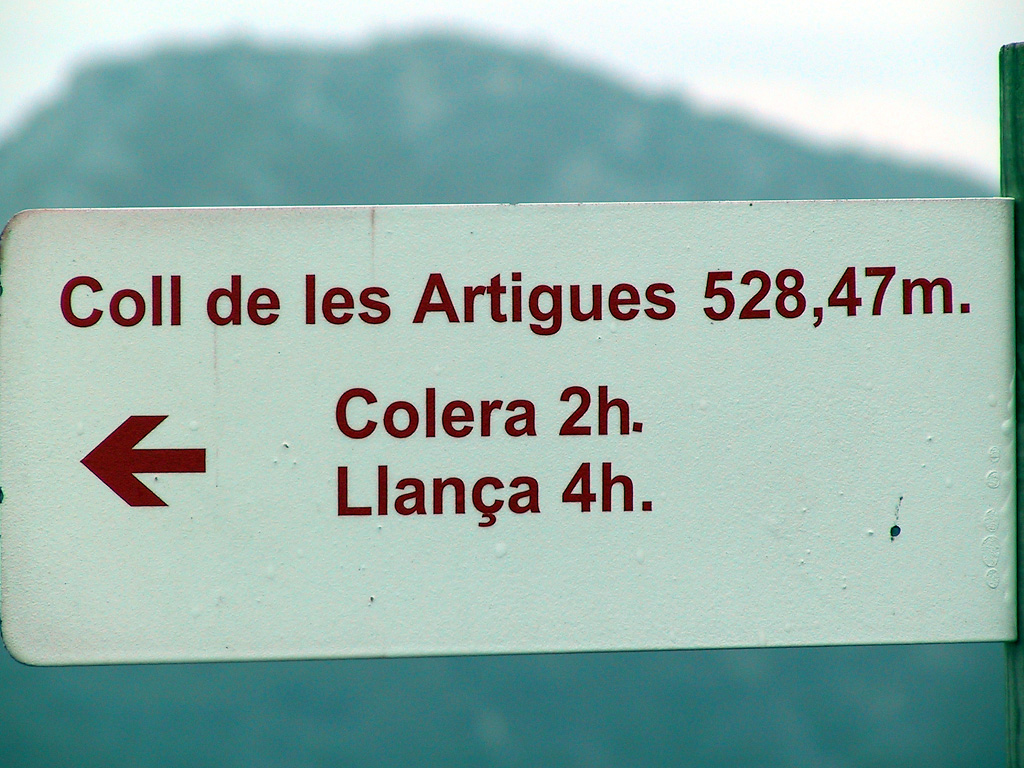 Coll de les Artigues 528,47m.
Colera 2h.
Llança 4h.